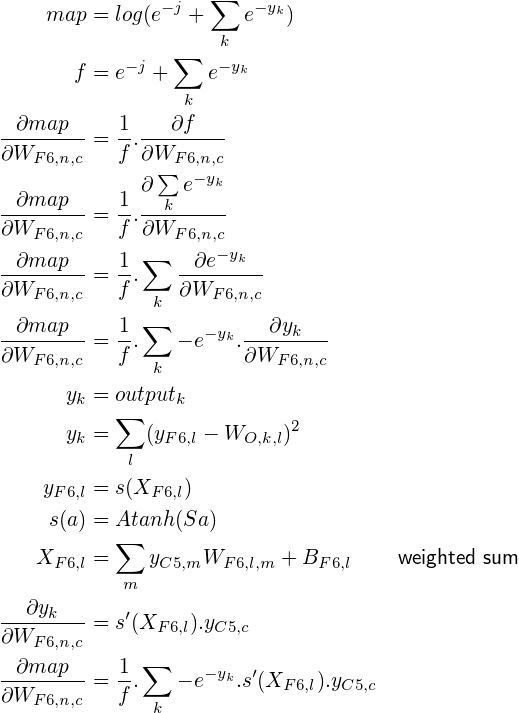 map = log(e^{-j} + \sum_k e^{-y_k})
f = e^{-j} + \sum_k e^{-y_k}
\frac{\partial map}{\partial W_{F6,n,c}} = \frac{1}{f} . \frac{\partial f}{\partial W_{F6,n,c}}
\frac{\partial map}{\partial W_{F6,n,c}} = \frac{1}{f} . \frac{\partial \sum_k e^{-y_k}}{\partial W_{F6,n,c}}
\frac{\partial map}{\partial W_{F6,n,c}} = \frac{1}{f} . \sum_k \frac{\partial e^{-y_k}}{\partial W_{F6,n,c}}
\frac{\partial map}{\partial W_{F6,n,c}} = \frac{1}{f} . \sum_k -e^{-y_k} . \frac{\partial y_k}{\partial W_{F6,n,c}}
y_k = output_k
y_k = \sum_l (y_{F6,l} - W_{O,k,l})^2
y_{F6,l} = s(X_{F6,l})
s(a) = Atanh(Sa)
X_{F6,l} = \sum_m y_{C5,m} W_{F6,l,m} + B_{F6,l} weighted sum
\frac{\partial y_k}{\partial W_{F6,n,c}} = s'(X_{F6,l}).y_{C5,c}
\frac{\partial map}{\partial W_{F6,n,c}} = \frac{1}{f} . \sum_k -e^{-y_k}.s'(X_{F6,l}).y_{C5,c}